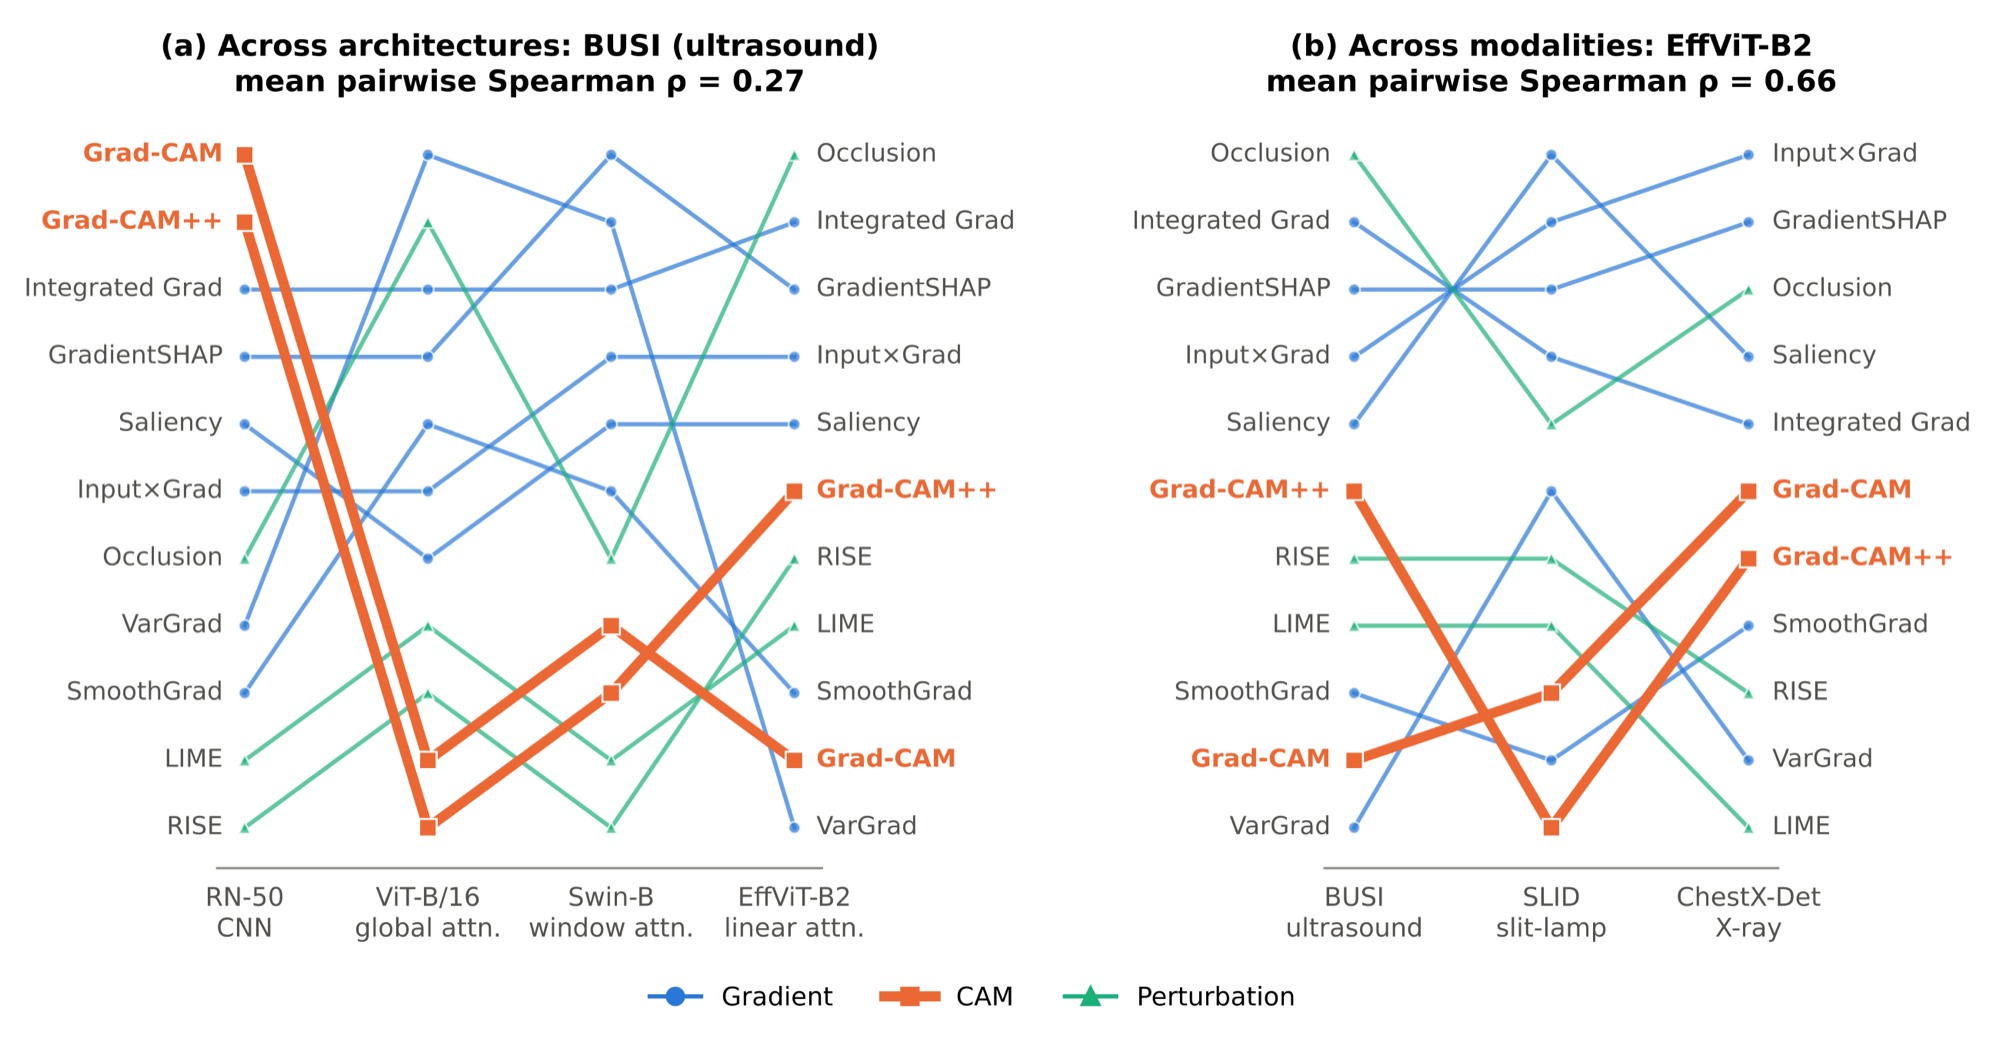 (a) Across architectures: BUSI (ultrasound)
mean pairwise Spearman ρ = 0.27
Grad-CAM
Grad-CAM++
Integrated Grad
GradientSHAP
Saliency
Input×Grad
Occlusion
VarGrad
SmoothGrad
LIME
RISE
Occlusion
Integrated Grad
GradientSHAP
Input×Grad
Saliency
Grad-CAM++
RISE
LIME
SmoothGrad
Grad-CAM
VarGrad
RN-50
CNN
ViT-B/16
global attn.
Swin-B
window attn.
EffViT-B2
linear attn.
(b) Across modalities: EffViT-B2
mean pairwise Spearman ρ = 0.66
Occlusion
Integrated Grad
GradientSHAP
Input×Grad
Saliency
Grad-CAM++
RISE
LIME
SmoothGrad
Grad-CAM
VarGrad
Input×Grad
GradientSHAP
Occlusion
Saliency
Integrated Grad
Grad-CAM
Grad-CAM++
SmoothGrad
RISE
VarGrad
LIME
BUSI
ultrasound
SLID
slit-lamp
ChestX-Det
X-ray
Gradient
CAM
Perturbation